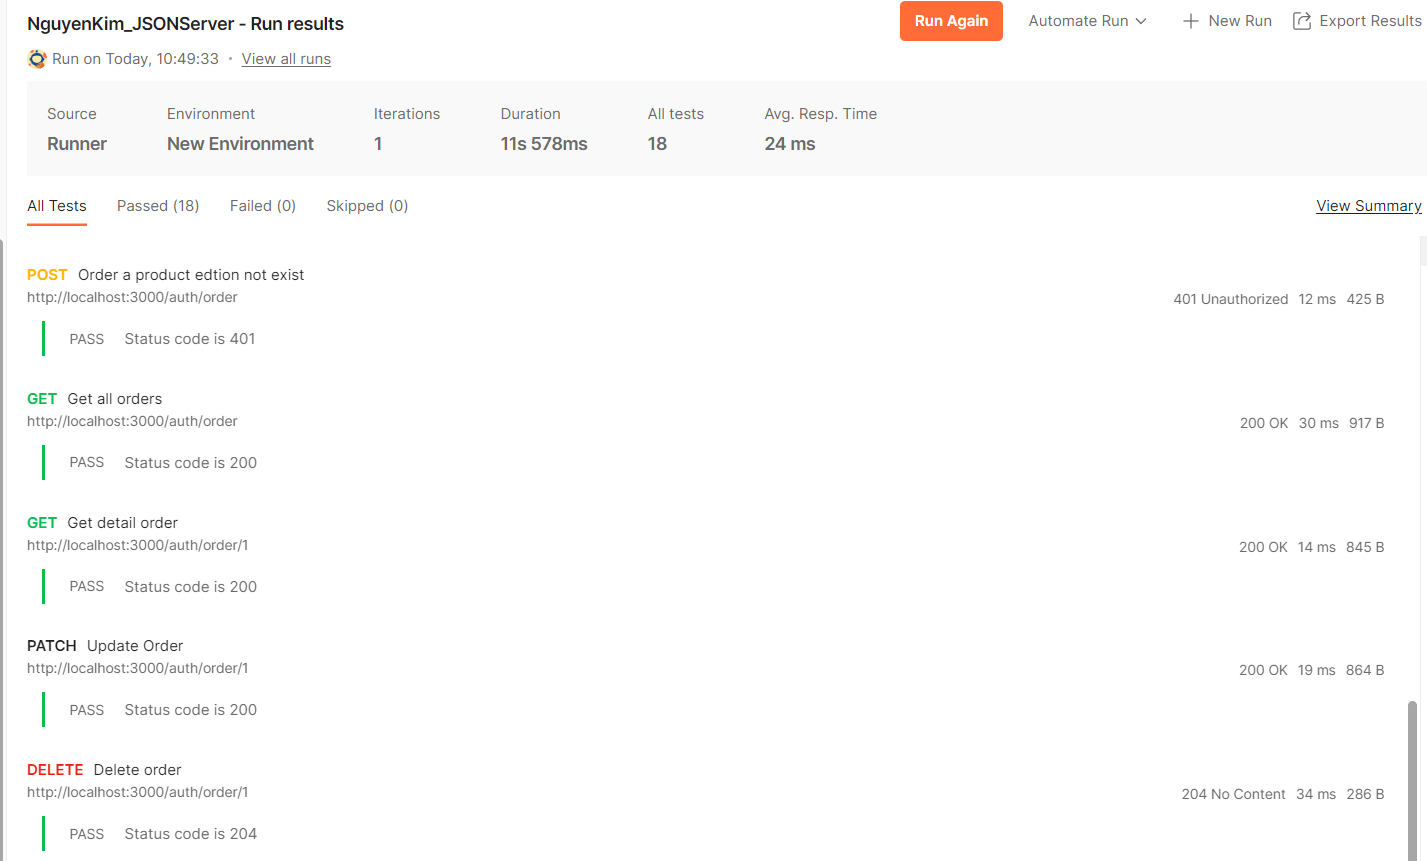 NguyenKim_JSONServer - Run results
Run Again
Automate Run
New Run
Export Results
Run on Today, 10:49:33 · View all runs
Source Environment Iterations Duration All tests Avg. Resp. Time
Runner New Environment 1 11s 578ms 18 24 ms
All Tests Passed (18) Failed (0) Skipped (0) View Summary
POST Order a product edtion not exist
http://localhost:3000/auth/order
401 Unauthorized 12 ms 425 B
PASS Status code is 401
GET Get all orders
http://localhost:3000/auth/order
200 OK 30 ms 917 B
PASS Status code is 200
GET Get detail order
http://localhost:3000/auth/order/1
200 OK 14 ms 845 B
PASS Status code is 200
PATCH Update Order
http://localhost:3000/auth/order/1
200 OK 19 ms 864 B
PASS Status code is 200
DELETE Delete order
http://localhost:3000/auth/order/1
204 No Content 34 ms 286 B
PASS Status code is 204